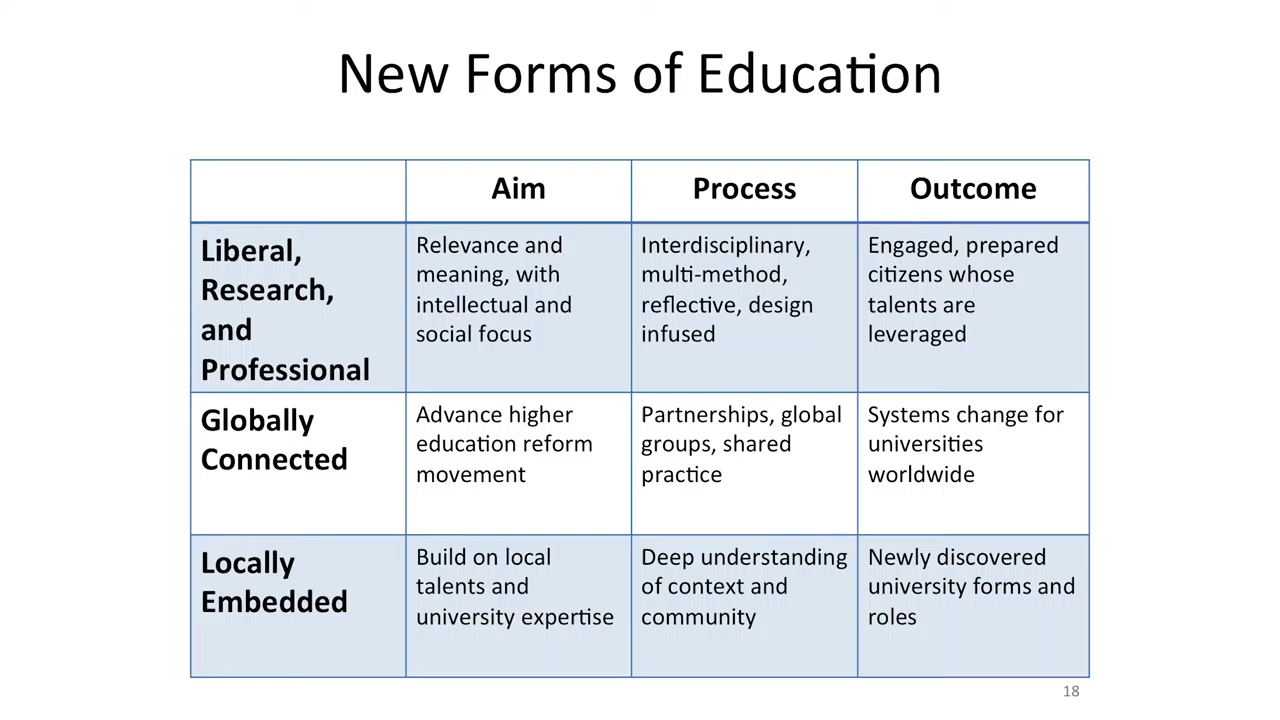 New Forms of Education
Aim
Process
Outcome
Liberal,
Research,
and
Professional
Relevance and
meaning, with
intellectual and
social focus
Interdisciplinary,
multi-method,
reflective, design
infused
Engaged, prepared
citizens whose
talents are
leveraged
Globally
Connected
Advance higher
education reform
movement
Partnerships, global
groups, shared
practice
Systems change for
universities
worldwide
Locally
Embedded
Build on local
talents and
university expertise
Deep understanding
of context and
community
Newly discovered
university forms and
roles
18